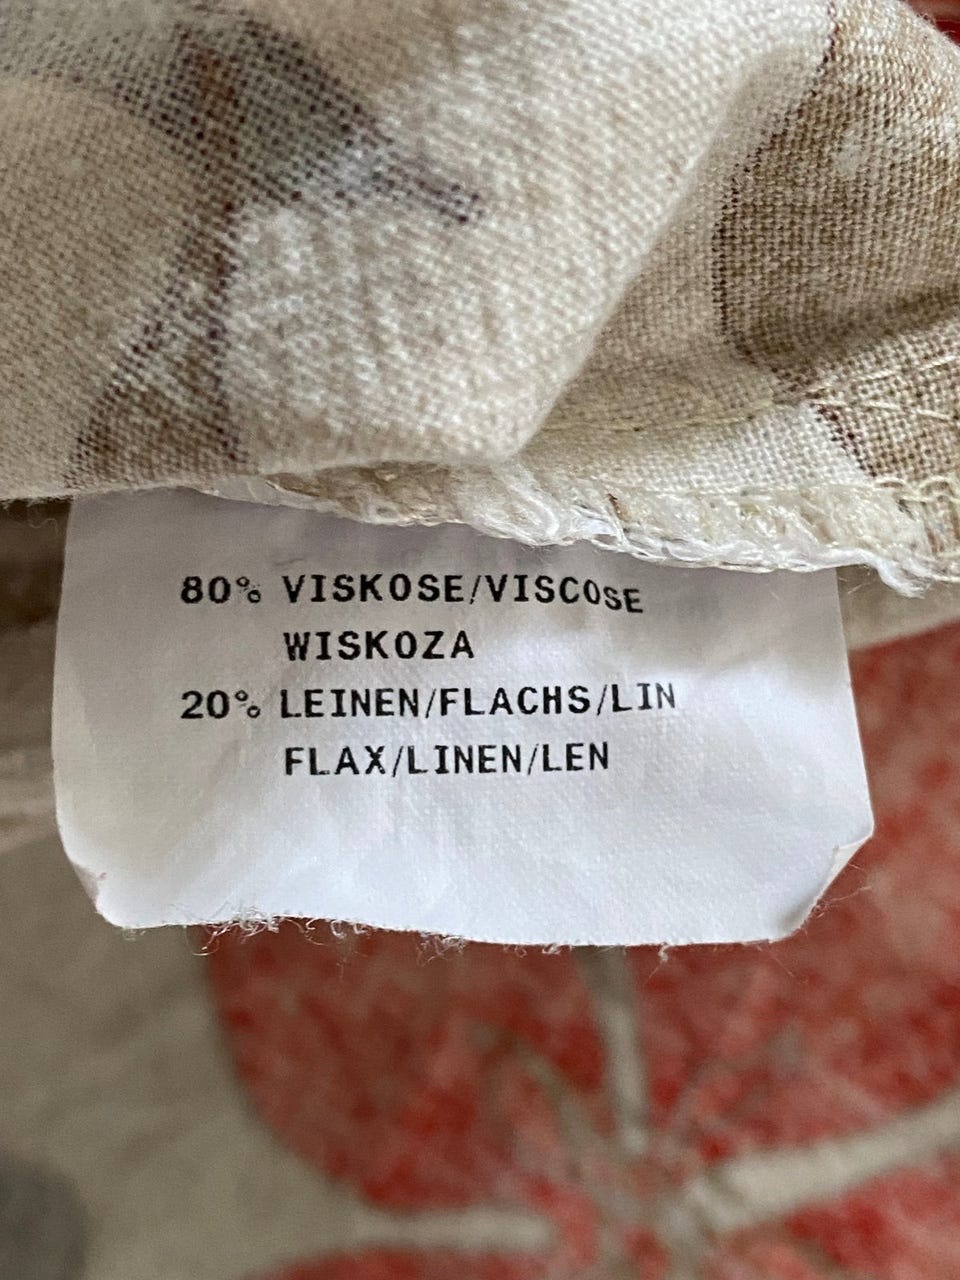 80% VISKOSE/VISCOSE
WISKOZA
20% LEINEN/FLACHS/LIN
FLAX/LINEN/LEN